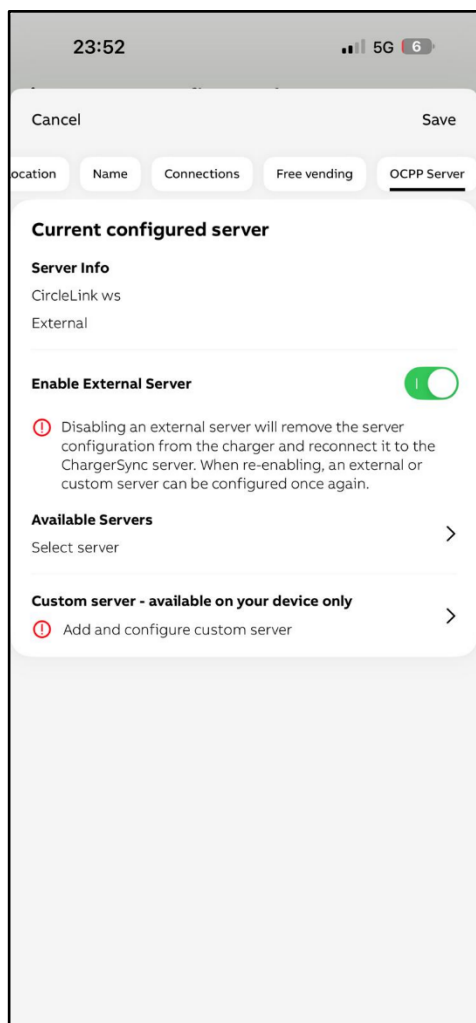 23:52
5G 6
Cancel
Save
ocation
Name
Connections
Free vending
OCPP Server
Current configured server
Server Info
CircleLink ws
External
Enable External Server
Disabling an external server will remove the server
configuration from the charger and reconnect it to the
ChargerSync server. When re-enabling, an external or
custom server can be configured once again.
Available Servers
Select server
Custom server - available on your device only
Add and configure custom server